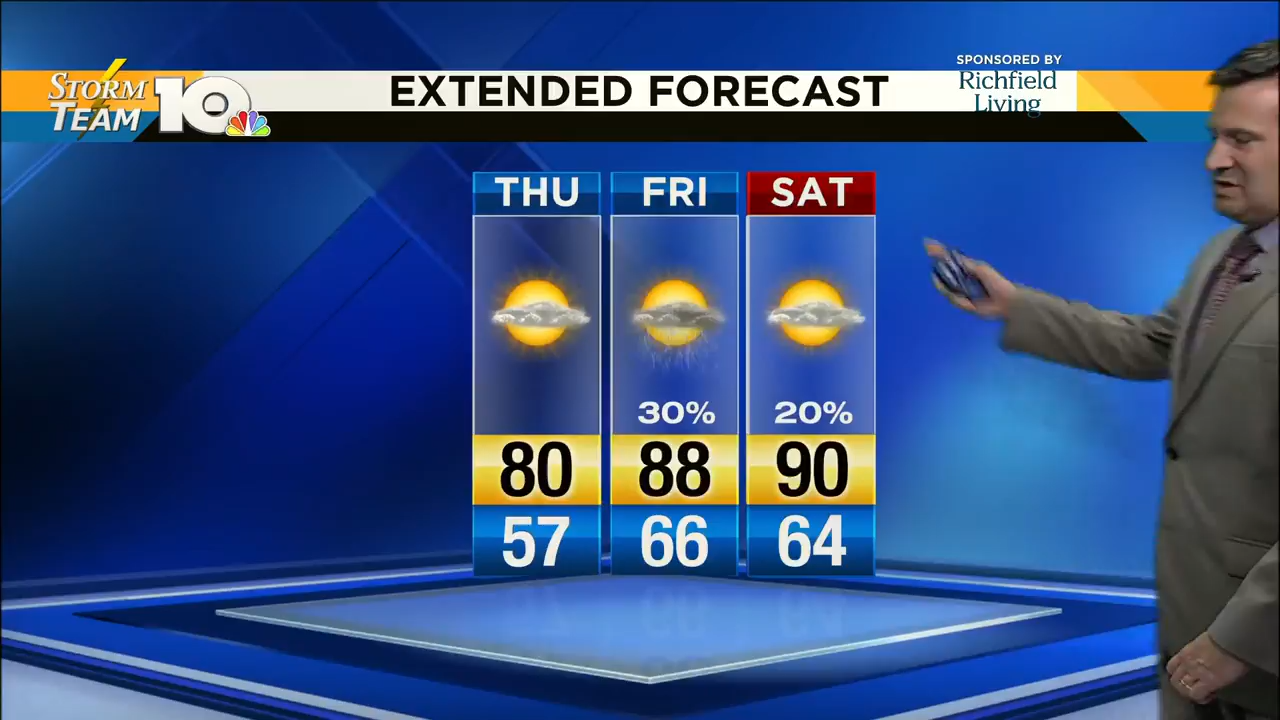 STORM
TEAM
10
EXTENDED FORECAST
SPONSORED BY
Richfield
Living
THU FRI SAT
30% 20%
80 88 90
57 66 64